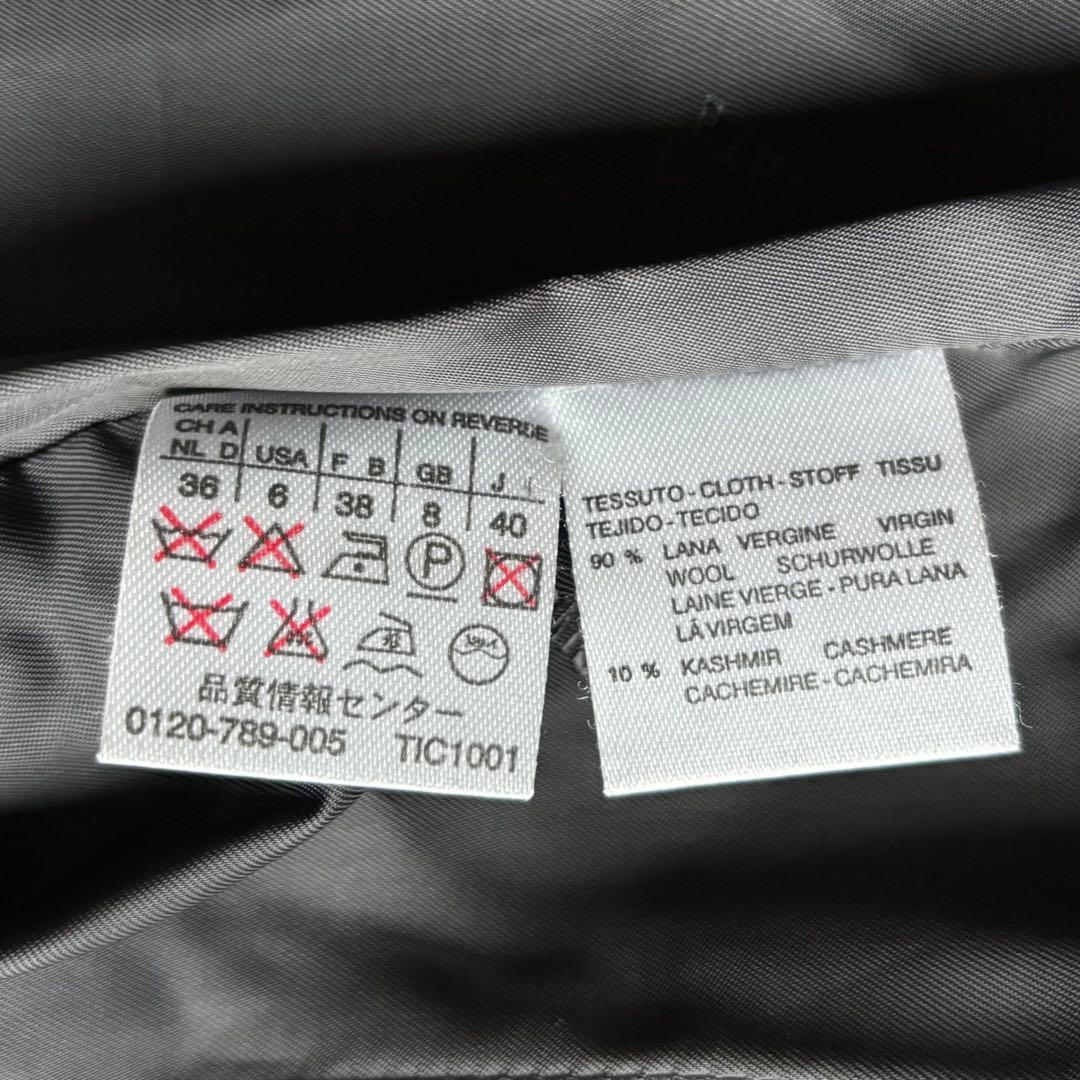 CARE INSTRUCTIONS ON REVERSE
CH A
NL D USA F B GB J I
36 6 38 8 40
P
品質情報センター
0120-789-005 TIC1001
TESSUTO-CLOTH-STOFF TISSU
TEJIDO-TECIDO
90 % LANA VERGINE VIRGIN
WOOL SCHURWOLLE
LAINE VIERGE-PURA LANA
LÂ VIRGEM
10 % KASHMIR CASHMERE
CACHEMIRE-CACHEMIRA